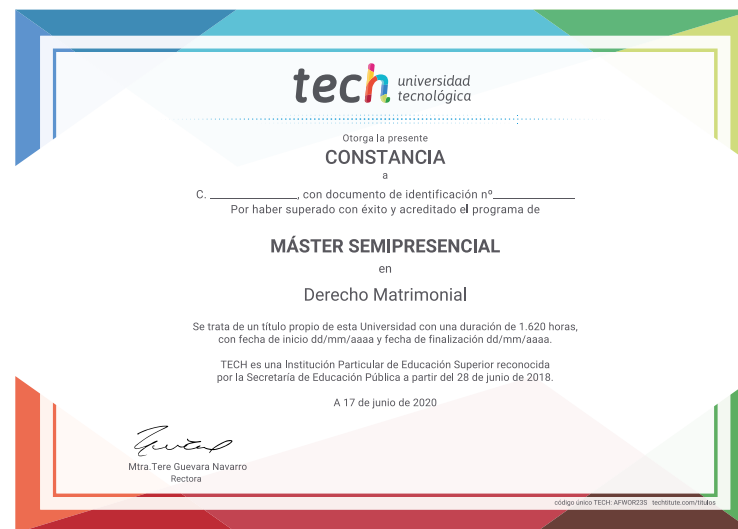 tech universidad
tecnológica
Otorga la presente
CONSTANCIA
a
C. ______________, con documento de identificación nº______________
Por haber superado con éxito y acreditado el programa de
MÁSTER SEMIPRESENCIAL
en
Derecho Matrimonial
Se trata de un título propio de esta Universidad con una duración de 1.620 horas,
con fecha de inicio dd/mm/aaaa y fecha de finalización dd/mm/aaaa.
TECH es una Institución Particular de Educación Superior reconocida
por la Secretaría de Educación Pública a partir del 28 de junio de 2018.
A 17 de junio de 2020
Mtra.Tere Guevara Navarro
Rectora
código único TECH: AFWOR23S techtitute.com/títulos